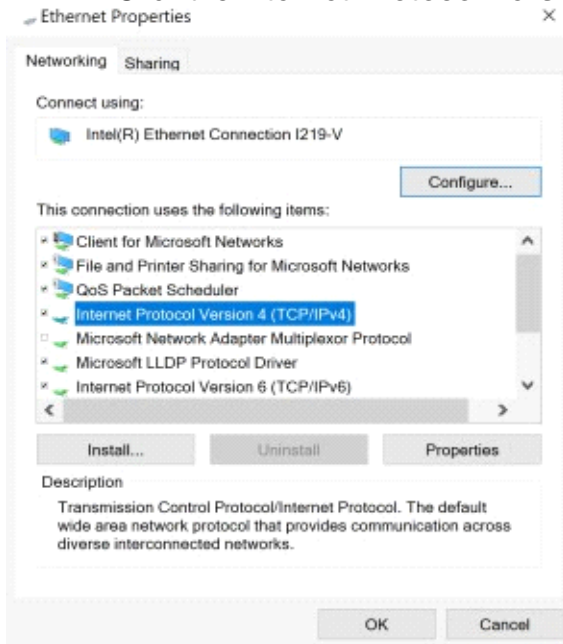 Ethernet Properties
Networking Sharing
Connect using:
Intel(R) Ethernet Connection I219-V
Configure...
This connection uses the following items:
Client for Microsoft Networks
File and Printer Sharing for Microsoft Networks
QoS Packet Scheduler
Internet Protocol Version 4 (TCP/IPv4)
Microsoft Network Adapter Multiplexor Protocol
Microsoft LLDP Protocol Driver
Internet Protocol Version 6 (TCP/IPv6)
Install... Uninstall Properties
Description
Transmission Control Protocol/Internet Protocol. The default
wide area network protocol that provides communication across
diverse interconnected networks.
OK Cancel